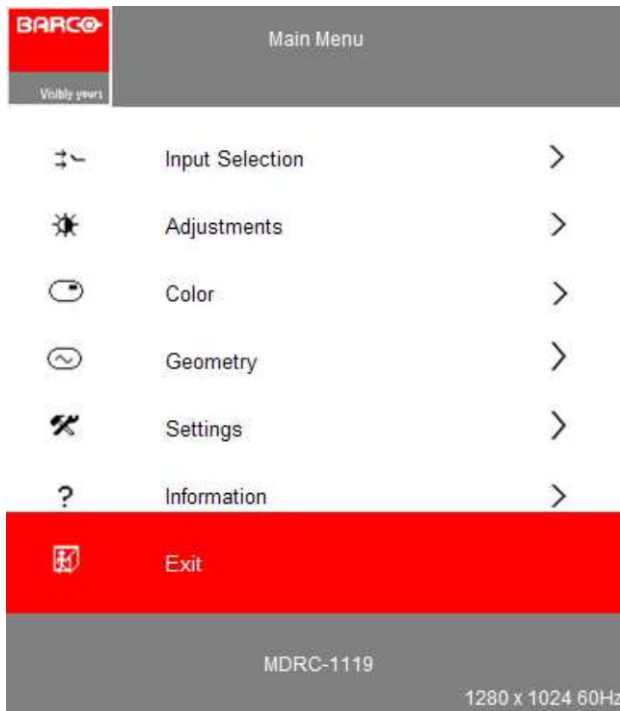 BARCO
Visibly yours
Main Menu
Input Selection
Adjustments
Color
Geometry
Settings
? Information
Exit
MDRC-1119
1280 x 1024 60Hz